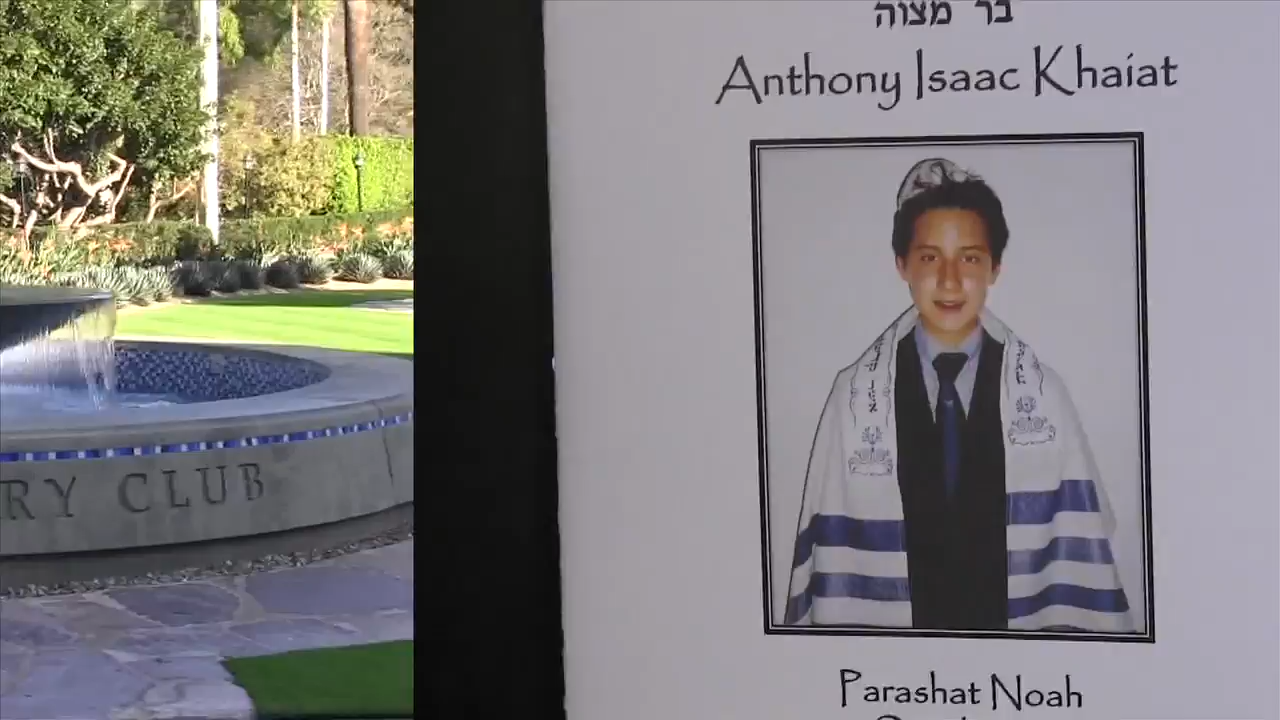 RY CLUB
בר מצוה
Anthony Isaac Khaiat
Parashat Noah